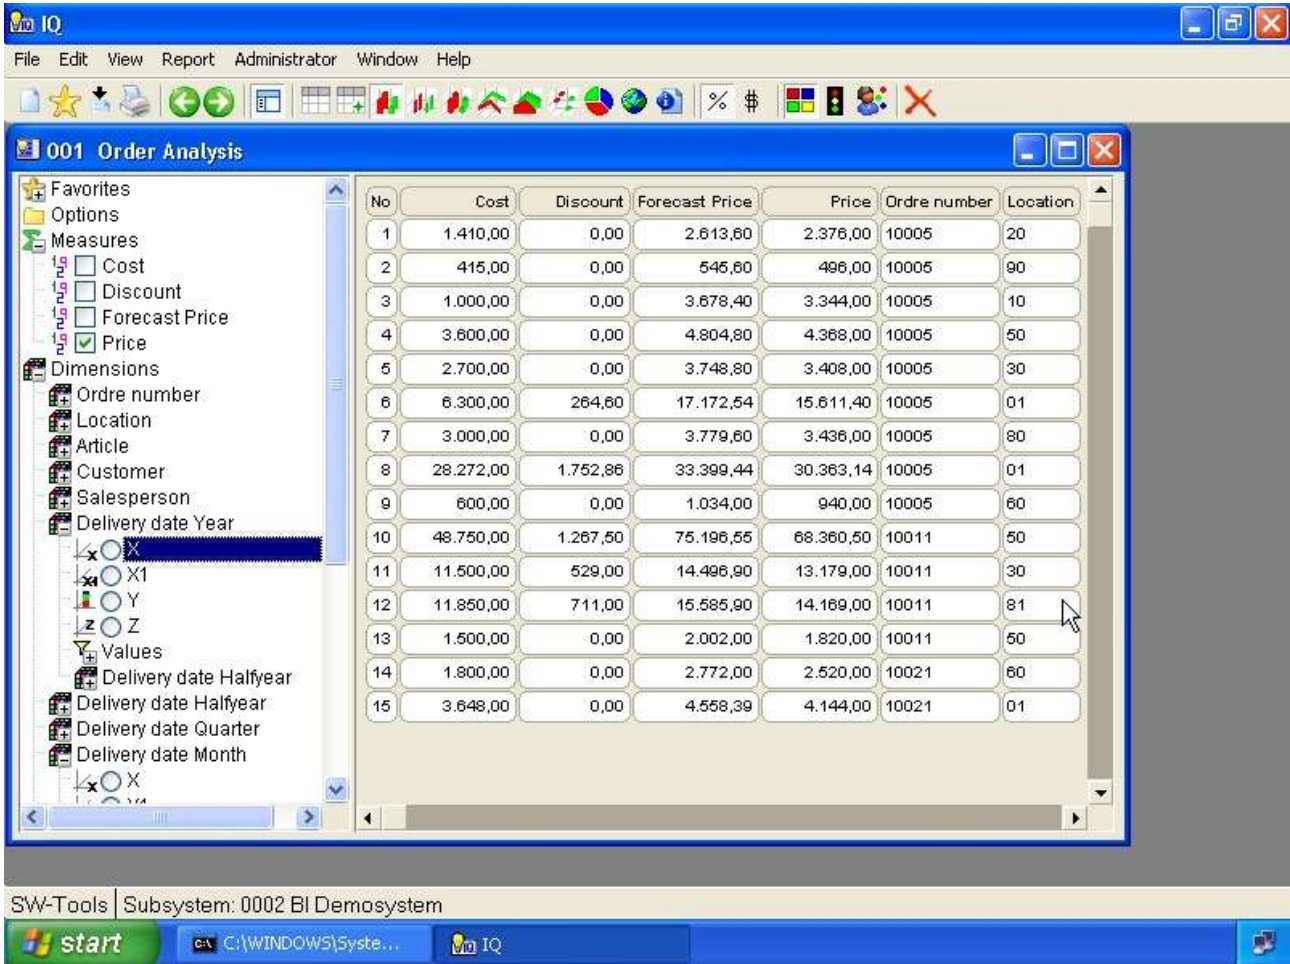 IQ
File Edit View Report Administrator Window Help
% $ #
001 Order Analysis
Favorites
Options
Measures
Cost
Discount
Forecast Price
Price
Dimensions
Ordre number
Location
Article
Customer
Salesperson
Delivery date Year
X
X1
Y
Z
Values
Delivery date Halfyear
Delivery date Halfyear
Delivery date Quarter
Delivery date Month
X
No Cost Discount Forecast Price Price Ordre number Location
1 1.410,00 0,00 2.613,60 2.376,00 10005 20
2 415,00 0,00 545,60 496,00 10005 90
3 1.000,00 0,00 3.678,40 3.344,00 10005 10
4 3.600,00 0,00 4.804,80 4.368,00 10005 50
5 2.700,00 0,00 3.748,80 3.408,00 10005 30
6 6.300,00 264,60 17.172,54 15.611,40 10005 01
7 3.000,00 0,00 3.779,60 3.436,00 10005 80
8 28.272,00 1.752,86 33.399,44 30.363,14 10005 01
9 600,00 0,00 1.034,00 940,00 10005 60
10 48.750,00 1.267,50 75.196,55 68.360,50 10011 50
11 11.500,00 529,00 14.496,90 13.179,00 10011 30
12 11.850,00 711,00 15.585,90 14.169,00 10011 81
13 1.500,00 0,00 2.002,00 1.820,00 10011 50
14 1.800,00 0,00 2.772,00 2.520,00 10021 60
15 3.648,00 0,00 4.558,39 4.144,00 10021 01
SW-Tools Subsystem: 0002 BI Demosystem
start C:\WINDOWS\Syste... IQ